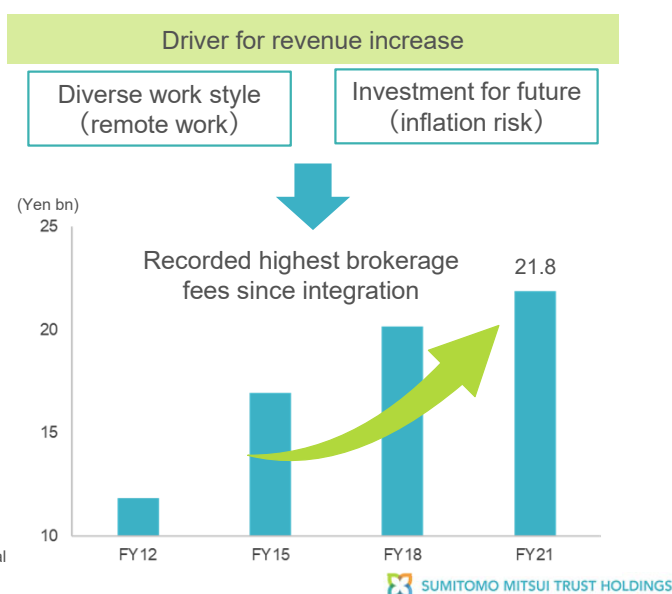 Driver for revenue increase
Diverse work style
（remote work）
Investment for future
（inflation risk）
(Yen bn)
25
Recorded highest brokerage
fees since integration
21.8
20
15
10
FY12
FY15
FY18
FY21
SUMITOMO MITSUI TRUST HOLDINGS